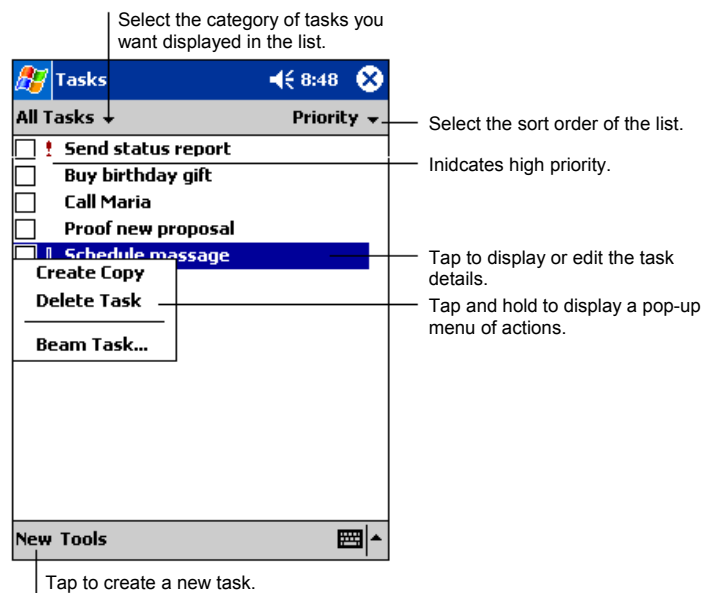 Select the category of tasks you
want displayed in the list.
Tasks 8:48
All Tasks Priority
Select the sort order of the list.
! Send status report
Inidcates high priority.
Buy birthday gift
Call Maria
Proof new proposal
Schedule massage
Tap to display or edit the task
details.
Create Copy
Delete Task
Tap and hold to display a pop-up
menu of actions.
Beam Task...
New Tools
Tap to create a new task.